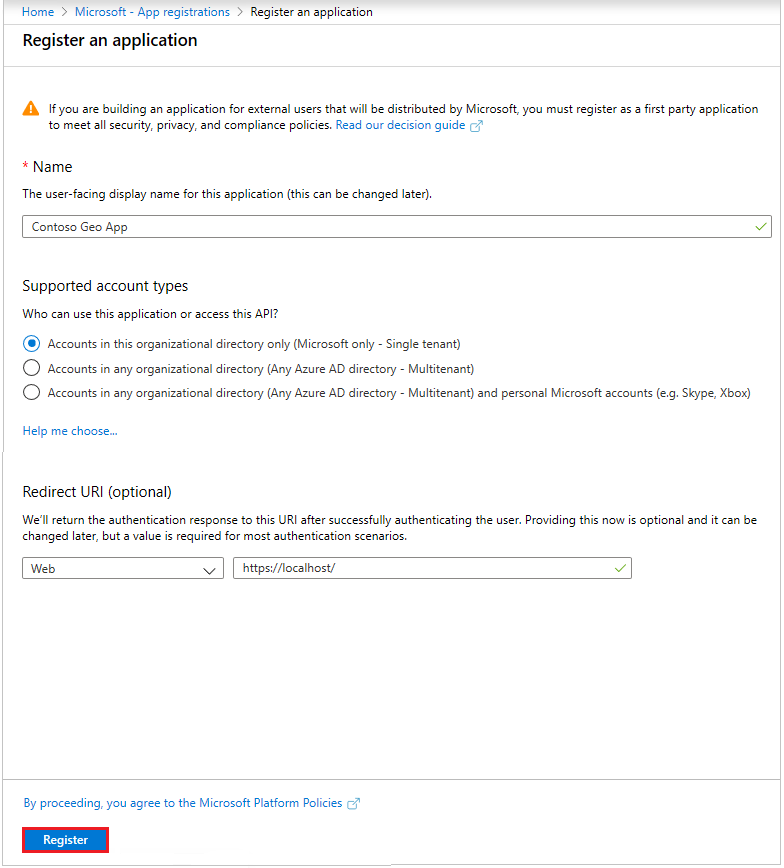 Home > Microsoft - App registrations > Register an application
Register an application
If you are building an application for external users that will be distributed by Microsoft, you must register as a first party application
to meet all security, privacy, and compliance policies. Read our decision guide
* Name
The user-facing display name for this application (this can be changed later).
Contoso Geo App
Supported account types
Who can use this application or access this API?
Accounts in this organizational directory only (Microsoft only - Single tenant)
Accounts in any organizational directory (Any Azure AD directory - Multitenant)
Accounts in any organizational directory (Any Azure AD directory - Multitenant) and personal Microsoft accounts (e.g. Skype, Xbox)
Help me choose...
Redirect URI (optional)
We'll return the authentication response to this URI after successfully authenticating the user. Providing this now is optional and it can be
changed later, but a value is required for most authentication scenarios.
Web https://localhost/
By proceeding, you agree to the Microsoft Platform Policies
Register